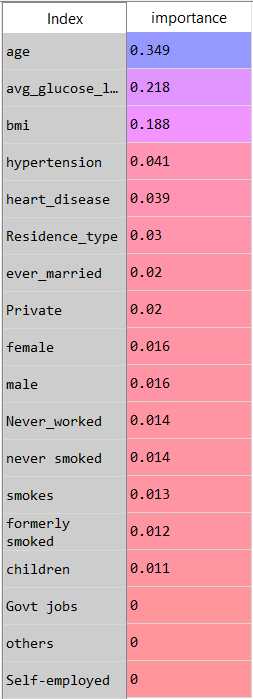 Index importance
age 0.349
avg_glucose_l… 0.218
bmi 0.188
hypertension 0.041
heart_disease 0.039
Residence_type 0.03
ever_married 0.02
Private 0.02
female 0.016
male 0.016
Never_worked 0.014
never smoked 0.014
smokes 0.013
formerly
smoked 0.012
children 0.011
Govt jobs 0
others 0
Self-employed 0